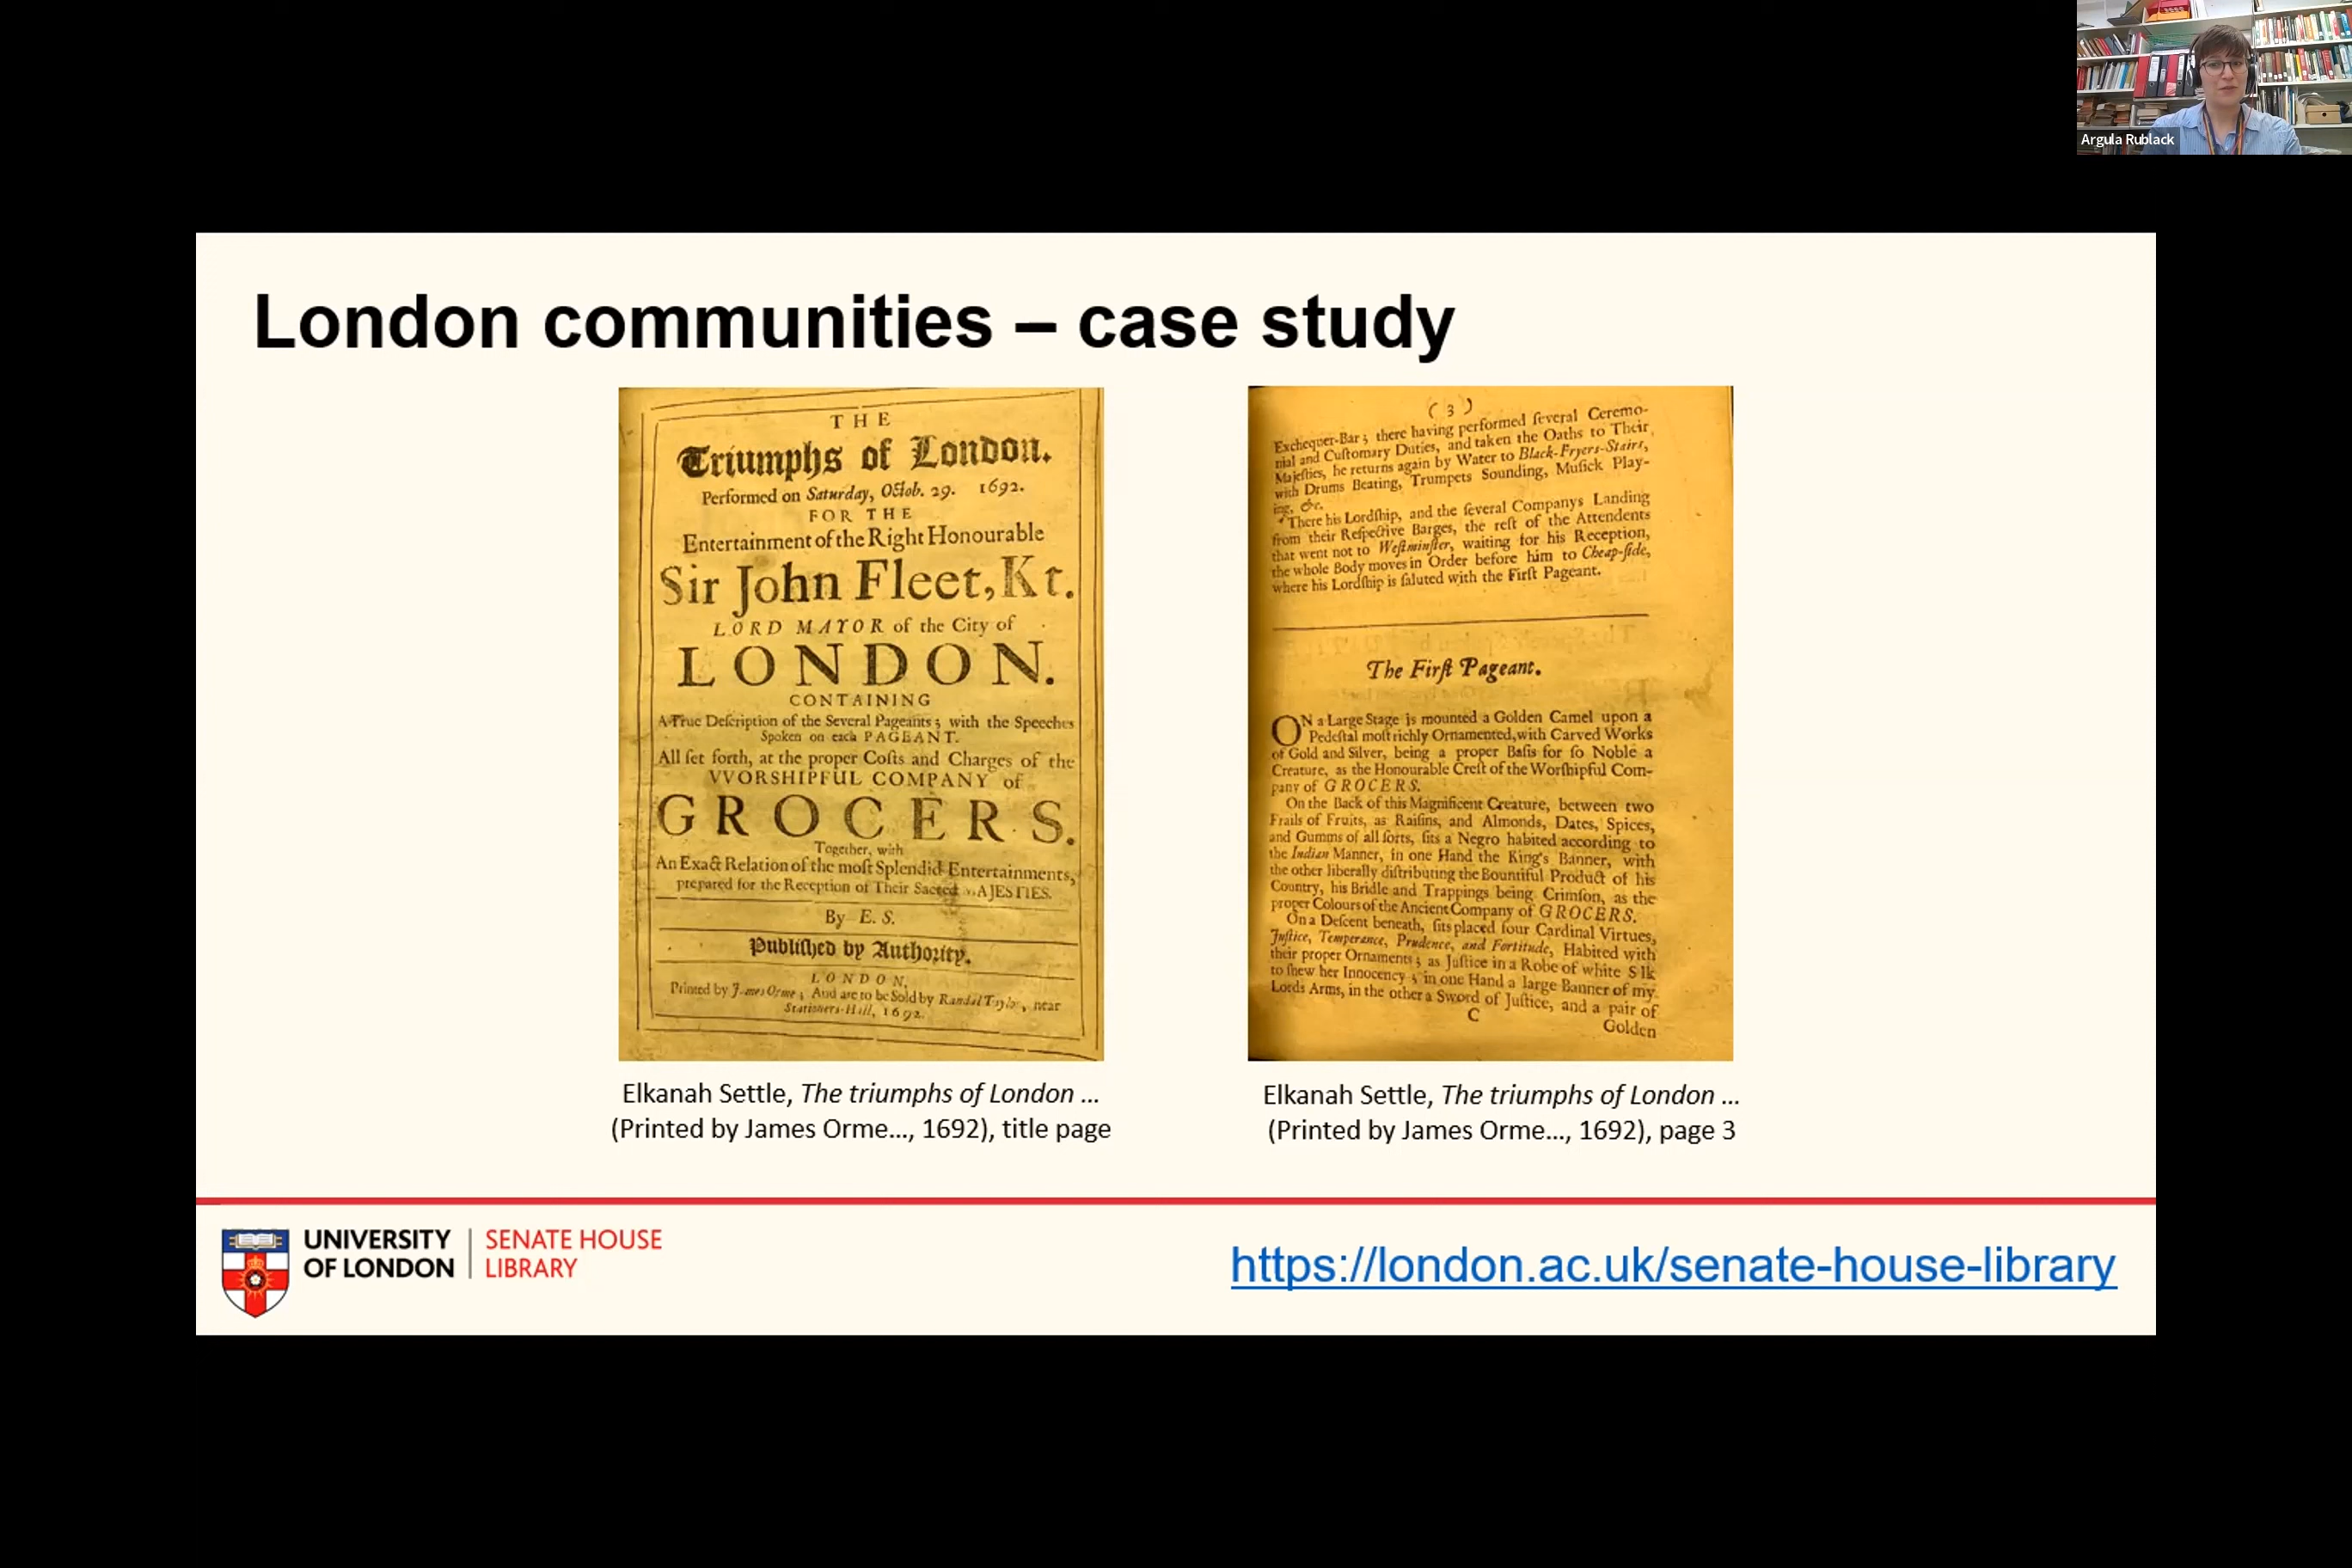 Argula Rublack
London communities – case study
THE
Triumphs of London.
Performed on Saturday, Octob. 29. 1692.
FOR THE
Entertainment of the Right Honourable
Sir John Fleet, Kt.
LORD MAYOR of the City of
LONDON.
CONTAINING
A True Deſcription of the Several Pageants; with the Speeches
Spoken on each PAGEANT.
All ſet forth, at the proper Coſts and Charges of the
VVORSHIPFUL COMPANY of
GROCERS.
Together, with
An Exact Relation of the moſt Splendid Entertainments,
prepared for the Reception of Their Sacred MAJESTIES.
By E. S.
Publiſhed by Authority.
LONDON,
Printed by James Orme; And are to be Sold by Randal Taylor, near
Stationers-Hall, 1692.
Elkanah Settle, The triumphs of London ...
(Printed by James Orme..., 1692), title page
(3)
Exchequer-Bar; there having performed ſeveral Ceremo-
nial and Cuſtomary Duties, and taken the Oaths to Their
Majeſties, he returns again by Water to Black-Fryers-Stairs,
with Drums Beating, Trumpets Sounding, Muſick Play-
ing, &c.
There his Lordſhip, and the ſeveral Companys Landing
from their Reſpective Barges, the reſt of the Attendents
that went not to Weſtminſter, waiting for his Reception,
the whole Body moves in Order before him to Cheap-ſide,
where his Lordſhip is ſaluted with the Firſt Pageant.
The Firſt Pageant.
ON a Large Stage is mounted a Golden Camel upon a
Pedeſtal moſt richly Ornamented, with Carved Works
of Gold and Silver, being a proper Baſis for ſo Noble a
Creature, as the Honourable Creſt of the Worſhipful Com-
pany of GROCERS.
On the Back of this Magnificent Creature, between two
Frails of Fruits, as Raiſins, and Almonds, Dates, Spices,
and Gumms of all ſorts, ſits a Negro habited according to
the Indian Manner, in one Hand the King's Banner, with
the other liberally diſtributing the Bountiful Product of his
Country, his Bridle and Trappings being Crimſon, as the
proper Colours of the Ancient Company of GROCERS.
On a Deſcent beneath, ſits placed four Cardinal Virtues,
Juſtice, Temperance, Prudence, and Fortitude, Habited with
their proper Ornaments; as Juſtice in a Robe of white Silk
to ſhew her Innocency; in one Hand a large Banner of my
Lords Arms, in the other a Sword of Juſtice, and a pair of
C
Golden
Elkanah Settle, The triumphs of London ...
(Printed by James Orme..., 1692), page 3
UNIVERSITY
OF LONDON
SENATE HOUSE
LIBRARY
https://london.ac.uk/senate-house-library